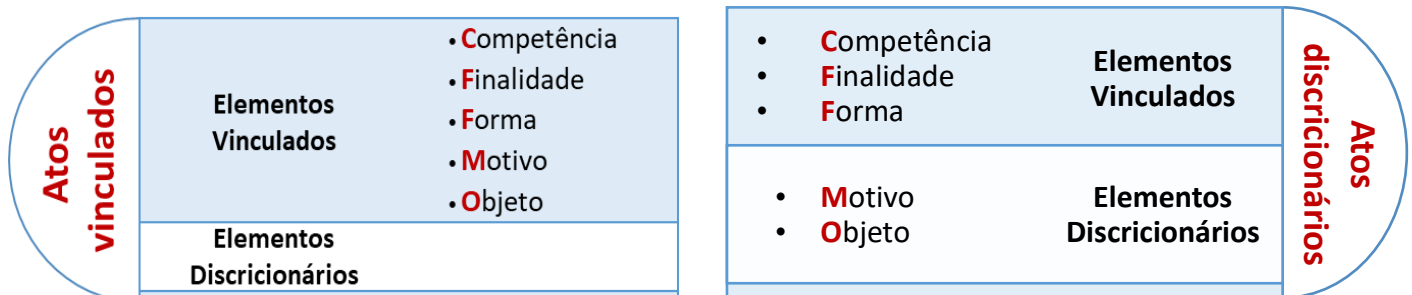 Atos
vinculados
Elementos
Vinculados
• Competência
• Finalidade
• Forma
• Motivo
• Objeto
Elementos
Discricionários
• Competência
• Finalidade
• Forma
Elementos
Vinculados
• Motivo
• Objeto
Elementos
Discricionários
Atos
discricionários